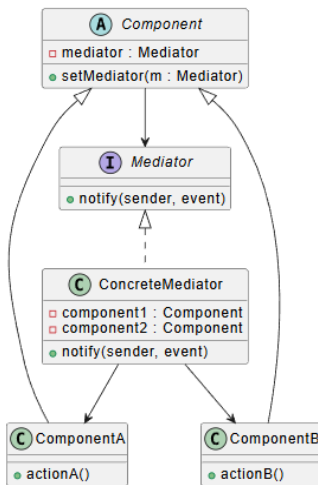 A Component
mediator : Mediator
setMediator(m : Mediator)
I Mediator
notify(sender, event)
C ConcreteMediator
component1 : Component
component2 : Component
notify(sender, event)
C ComponentA
actionA()
C ComponentB
actionB()